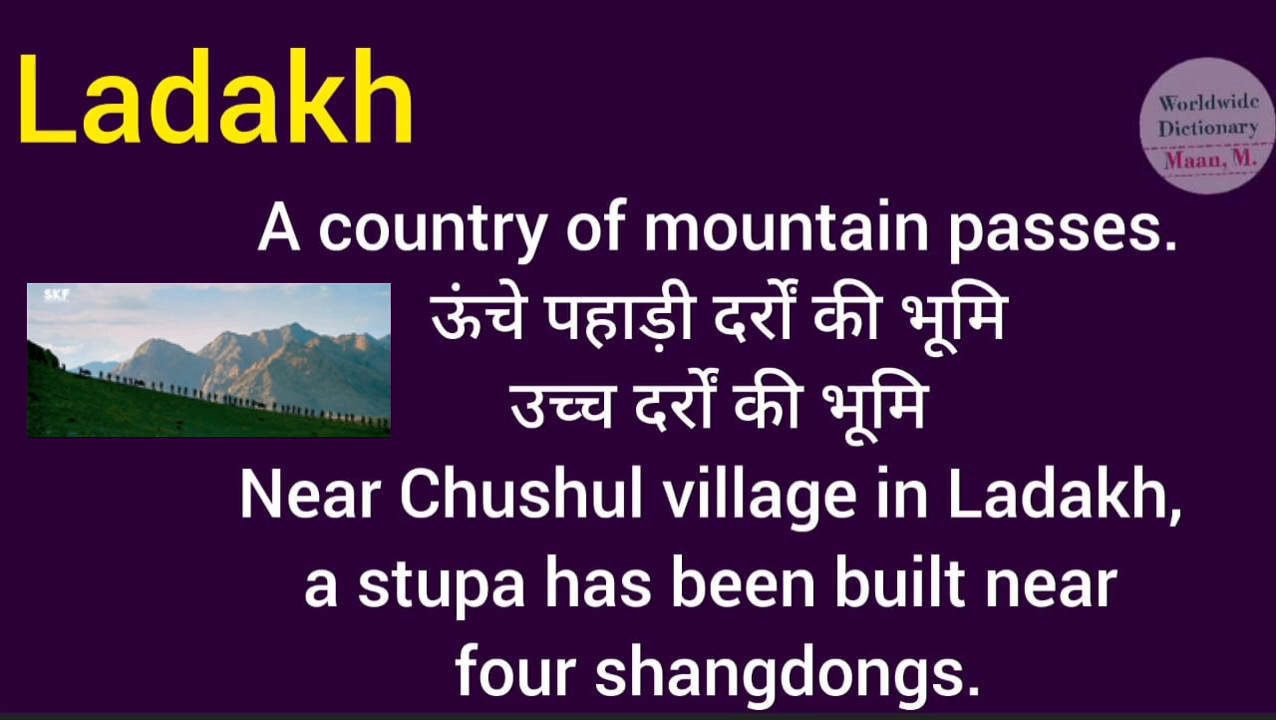 Ladakh
Worldwide
Dictionary
Maan, M.
A country of mountain passes.
SKF
ऊंचे पहाड़ी दर्रों की भूमि
उच्च दर्रों की भूमि
Near Chushul village in Ladakh,
a stupa has been built near
four shangdongs.